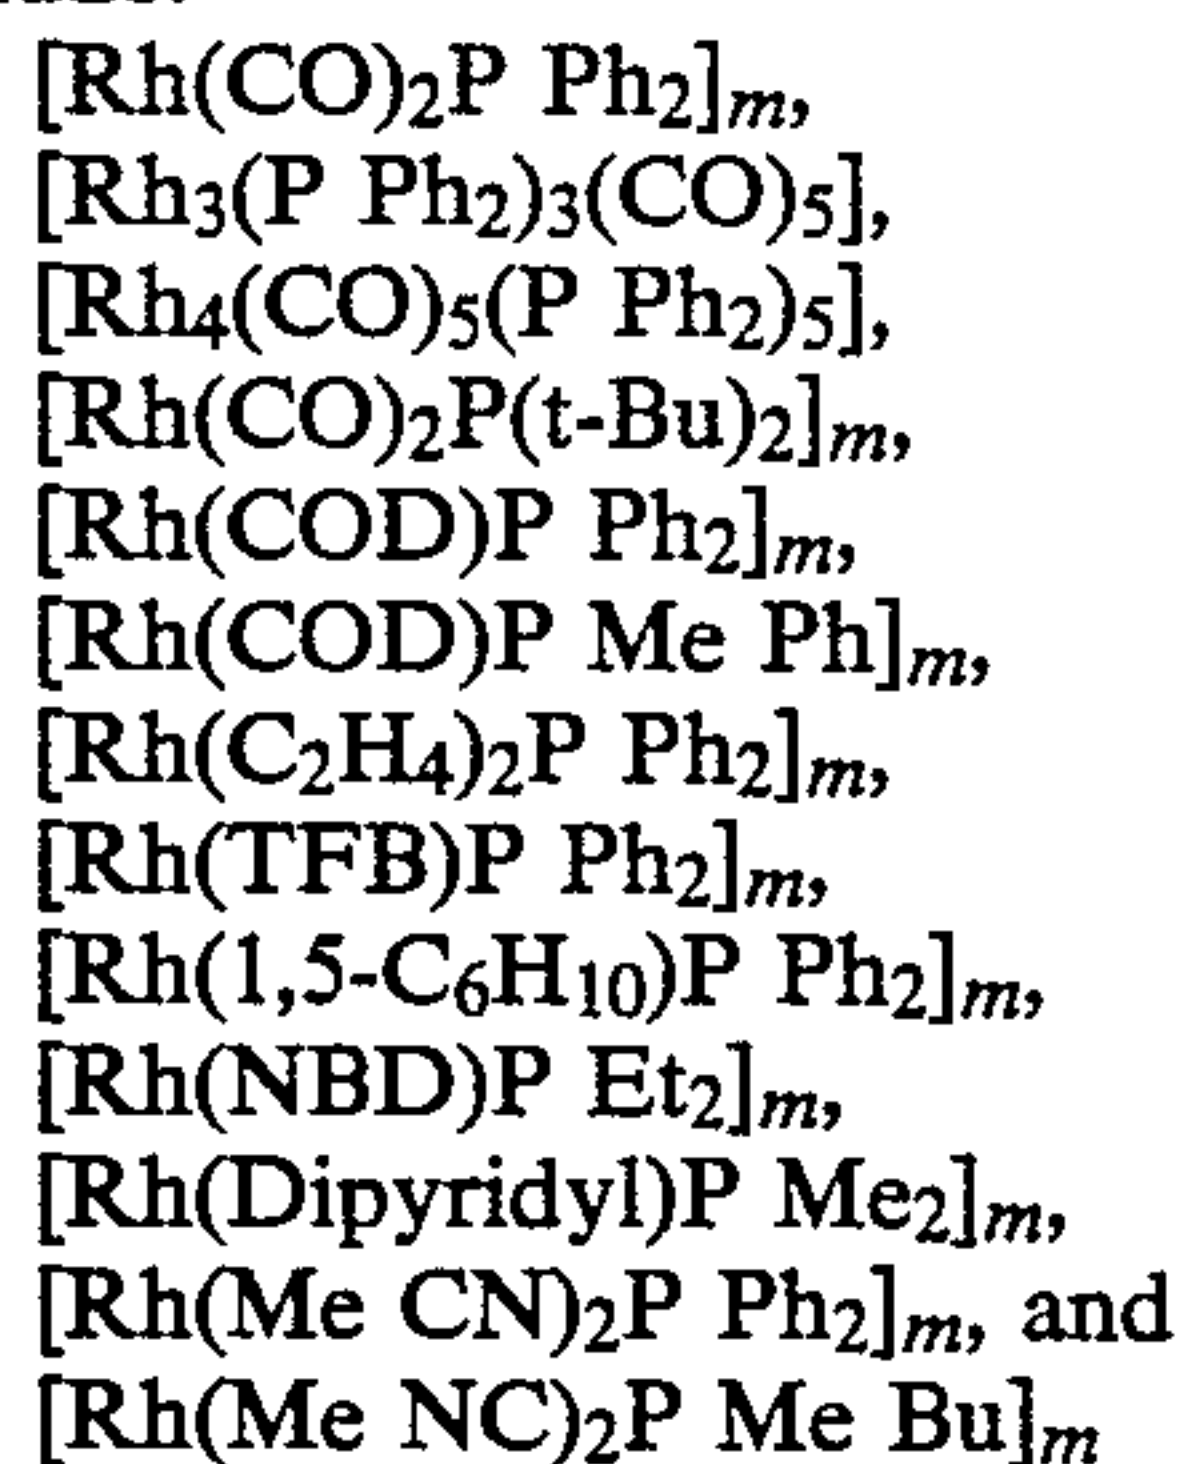 [Rh(CO)₂P Ph₂]ₘ,
[Rh₃(P Ph₂)₃(CO)₅],
[Rh₄(CO)₅(P Ph₂)₅],
[Rh(CO)₂P(t-Bu)₂]ₘ,
[Rh(COD)P Ph₂]ₘ,
[Rh(COD)P Me Ph]ₘ,
[Rh(C₂H₄)₂P Ph₂]ₘ,
[Rh(TFB)P Ph₂]ₘ,
[Rh(1,5-C₆H₁₀)P Ph₂]ₘ,
[Rh(NBD)P Et₂]ₘ,
[Rh(Dipyridyl)P Me₂]ₘ,
[Rh(Me CN)₂P Ph₂]ₘ, and
[Rh(Me NC)₂P Me Bu]ₘ